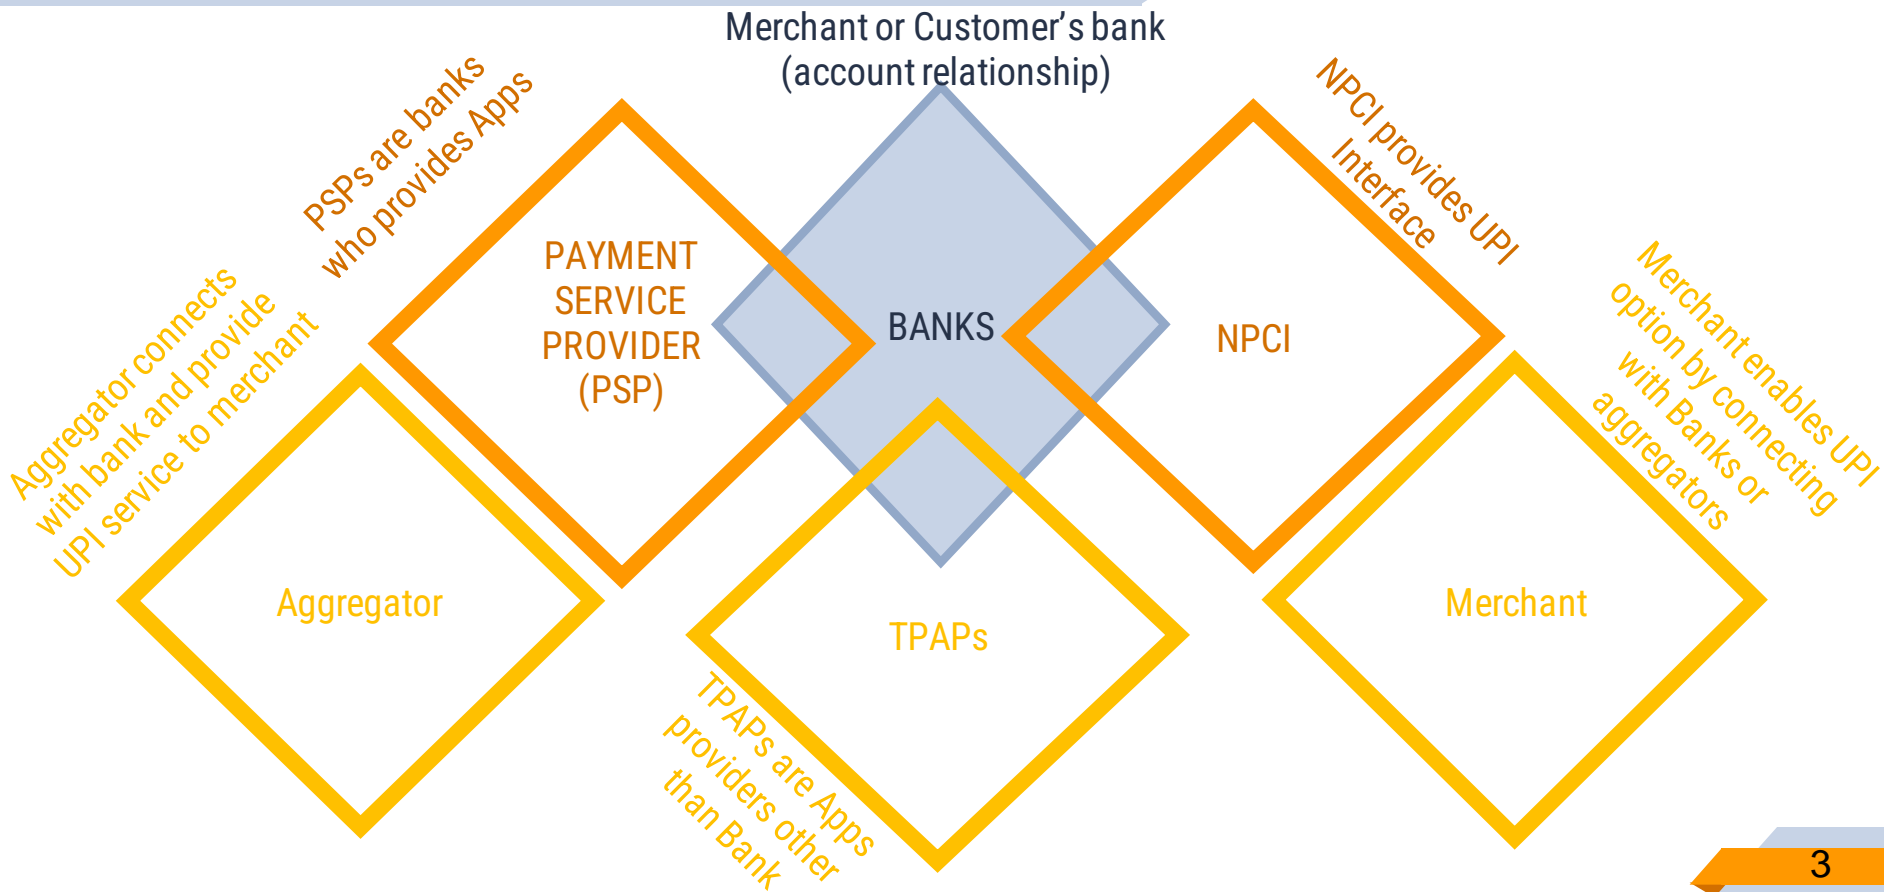 Merchant or Customer's bank
(account relationship)
PSPs are banks
who provides Apps
PAYMENT
SERVICE
PROVIDER
(PSP)
BANKS
NPCI provides UPI
Interface
NPCI
Aggregator connects
with bank and provide
UPI service to merchant
Aggregator
TPAPs
TPAPs are Apps
providers other
than Bank
Merchant enables UPI
option by connecting
with Banks or
aggregators
Merchant
3